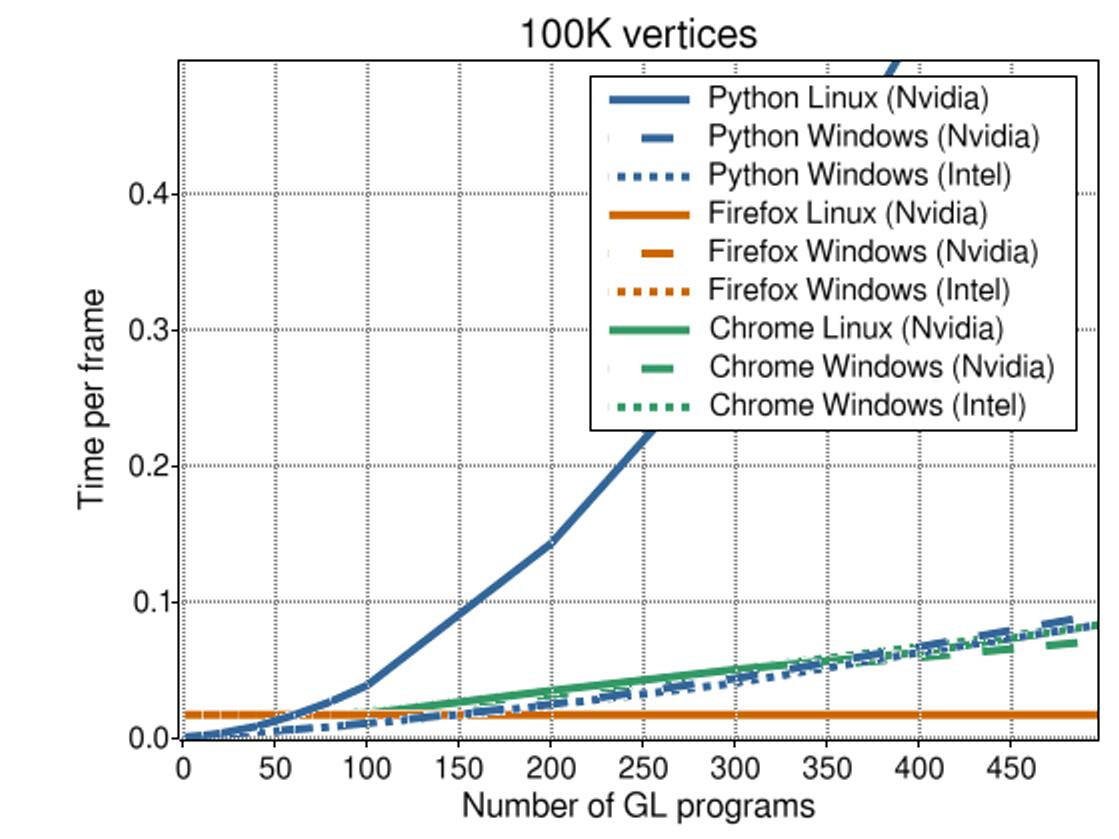 100K vertices
Python Linux (Nvidia)
Python Windows (Nvidia)
Python Windows (Intel)
Firefox Linux (Nvidia)
Firefox Windows (Nvidia)
Firefox Windows (Intel)
Chrome Linux (Nvidia)
Chrome Windows (Nvidia)
Chrome Windows (Intel)
Time per frame
0.4
0.3
0.2
0.1
0.0
0 50 100 150 200 250 300 350 400 450
Number of GL programs